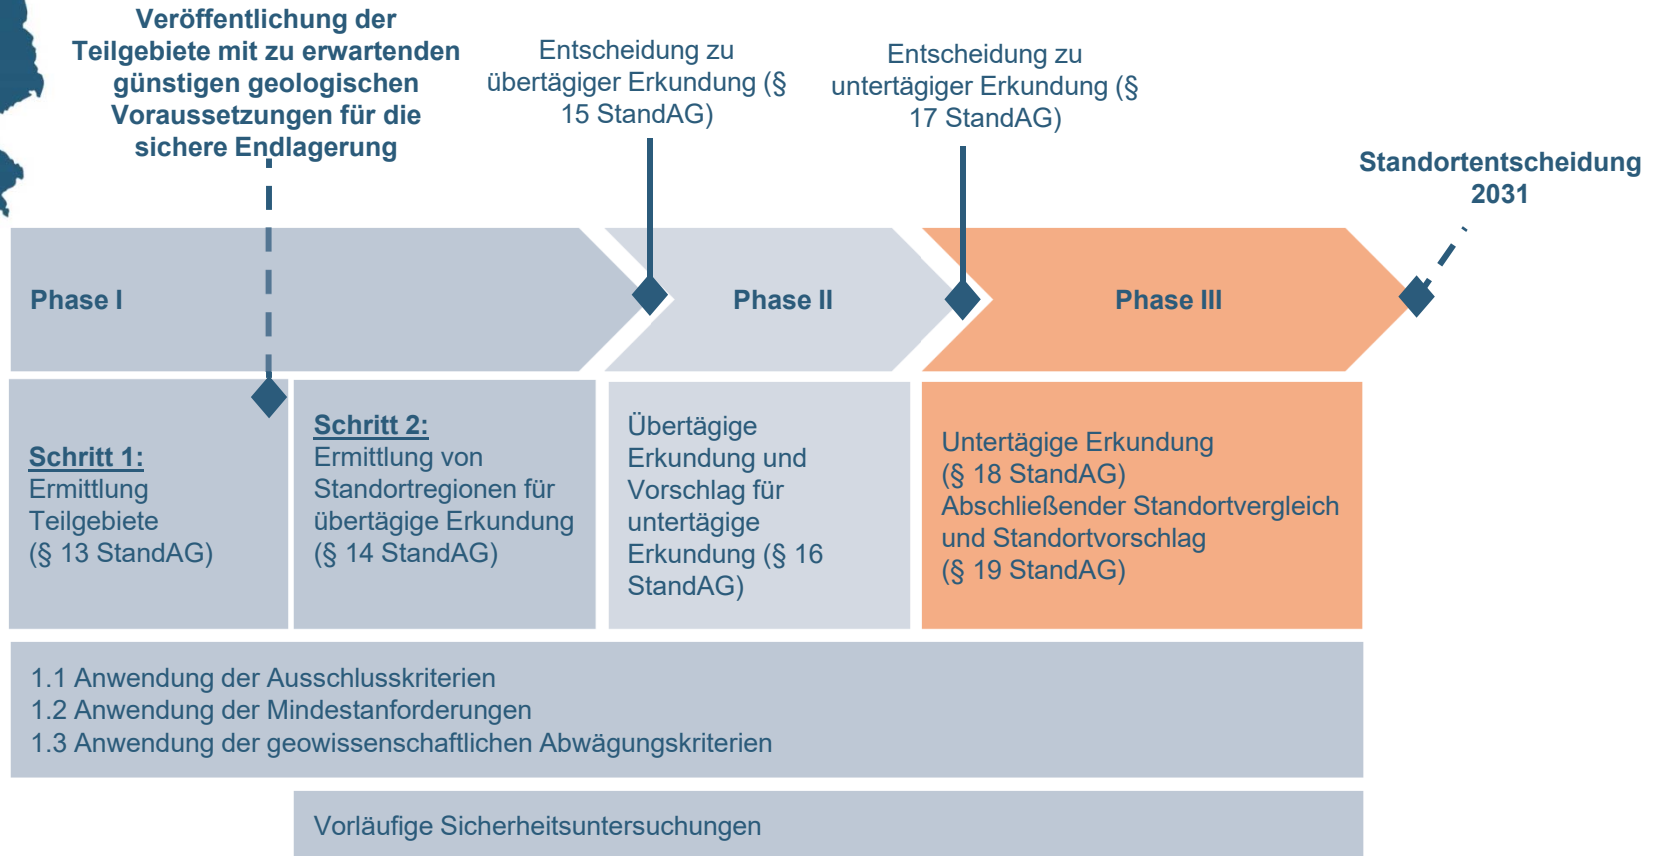 Veröffentlichung der
Teilgebiete mit zu erwartenden
günstigen geologischen
Voraussetzungen für die
sichere Endlagerung
Entscheidung zu
übertägiger Erkundung (§
15 StandAG)
Entscheidung zu
untertägiger Erkundung (§
17 StandAG)
Standortentscheidung
2031
Phase I
Phase II
Phase III
Schritt 1:
Ermittlung
Teilgebiete
(§ 13 StandAG)
Schritt 2:
Ermittlung von
Standortregionen für
übertägige Erkundung
(§ 14 StandAG)
Übertägige
Erkundung und
Vorschlag für
untertägige
Erkundung (§ 16
StandAG)
Untertägige Erkundung
(§ 18 StandAG)
Abschließender Standortvergleich
und Standortvorschlag
(§ 19 StandAG)
1.1 Anwendung der Ausschlusskriterien
1.2 Anwendung der Mindestanforderungen
1.3 Anwendung der geowissenschaftlichen Abwägungskriterien
Vorläufige Sicherheitsuntersuchungen